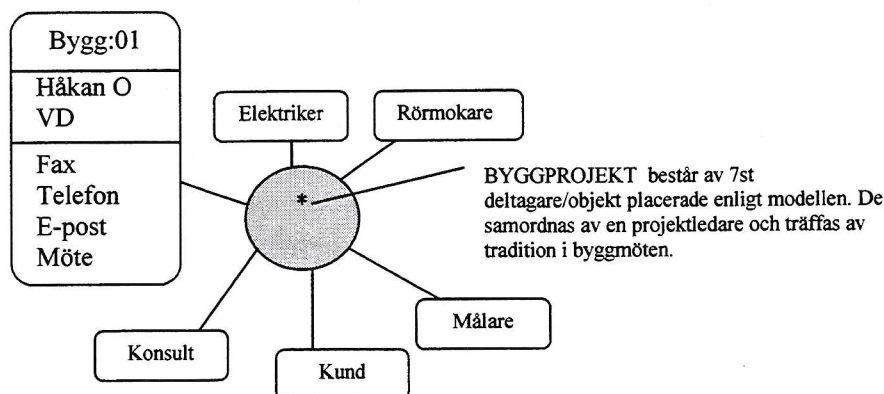 Bygg:01
Håkan O
VD
Fax
Telefon
E-post
Möte
Elektriker
Rörmokare
*
BYGGPROJEKT består av 7st
deltagare/objekt placerade enligt modellen. De
samordnas av en projektledare och träffas av
tradition i byggmöten.
Målare
Konsult
Kund